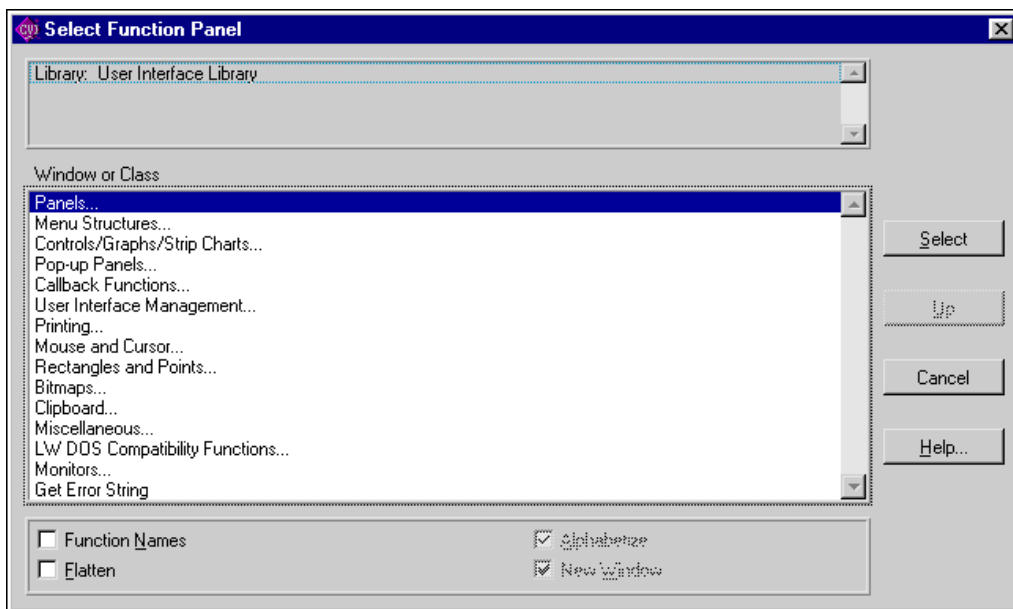 cvi Select Function Panel
Library: User Interface Library
Window or Class
Panels...
Menu Structures...
Controls/Graphs/Strip Charts...
Pop-up Panels...
Callback Functions...
User Interface Management...
Printing...
Mouse and Cursor...
Rectangles and Points...
Bitmaps...
Clipboard...
Miscellaneous...
LW DOS Compatibility Functions...
Monitors...
Get Error String
Select
Up
Cancel
Help...
Function Names
Alphabetize
Flatten
New Window